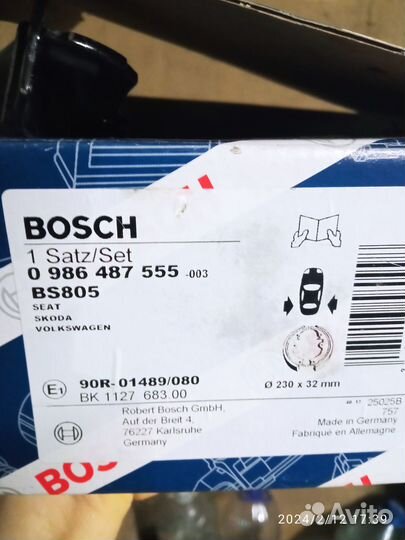 BOSCH
1 Satz/Set
0 986 487 555 -003
BS805
SEAT
SKODA
VOLKSWAGEN
E1 90R-01489/080
BK 1127 683 00
Robert Bosch GmbH,
Auf der Breit 4,
76227 Karlsruhe
Germany
Ø 230 x 32 mm
25025B
757
Made in Germany
Fabriqué en Allemagne
BOSCH
Avito
2024/2/12 17:39